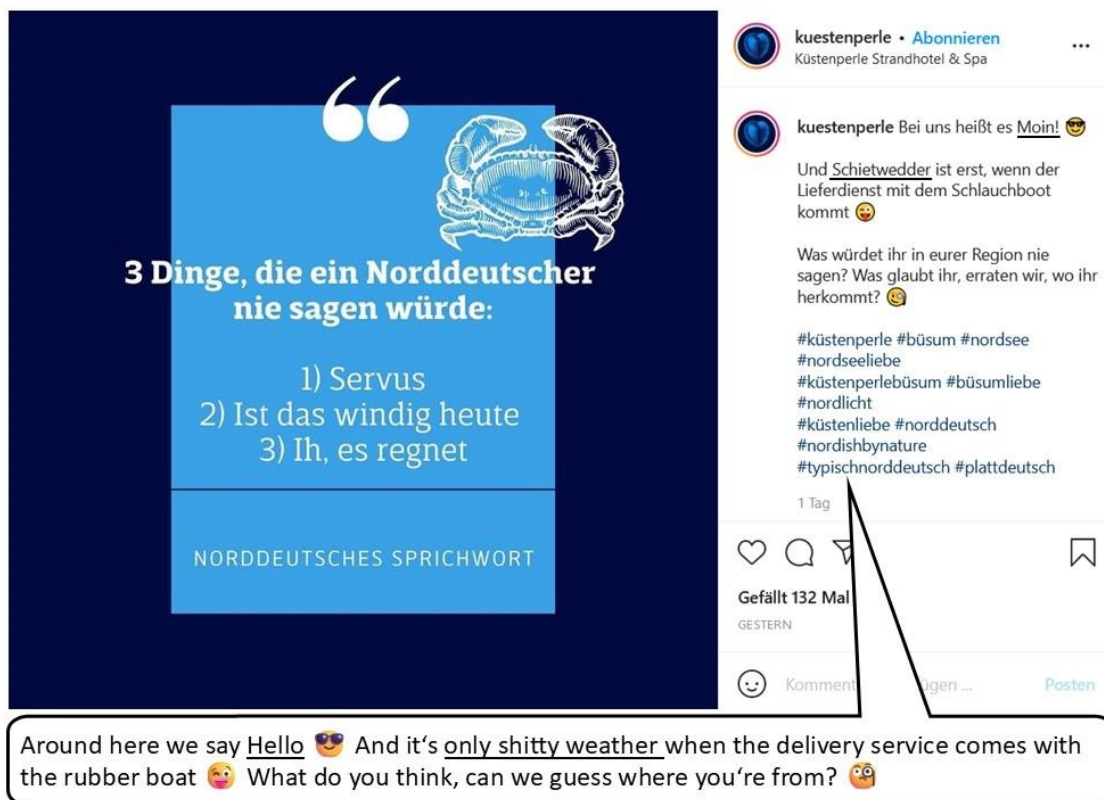 “
3 Dinge, die ein Norddeutscher
nie sagen würde:
1) Servus
2) Ist das windig heute
3) Ih, es regnet
NORDDEUTSCHES SPRICHWORT
kuestenperle • Abonnieren
Küstenperle Strandhotel & Spa
kuestenperle Bei uns heißt es Moin! 😎
Und Schietwedder ist erst, wenn der
Lieferdienst mit dem Schlauchboot
kommt 😜
Was würdet ihr in eurer Region nie
sagen? Was glaubt ihr, erraten wir, wo ihr
herkommt? 🧐
#küstenperle #büsum #nordsee
#nordseeliebe
#küstenperlebüsum #büsumliebe
#nordlicht
#küstenliebe #norddeutsch
#nordishbynature
#typischnorddeutsch #plattdeutsch
1 Tag
Gefällt 132 Mal
GESTERN
Posten
Around here we say Hello 😎 And it‘s only shitty weather when the delivery service comes with
the rubber boat 😜 What do you think, can we guess where you‘re from? 🧐